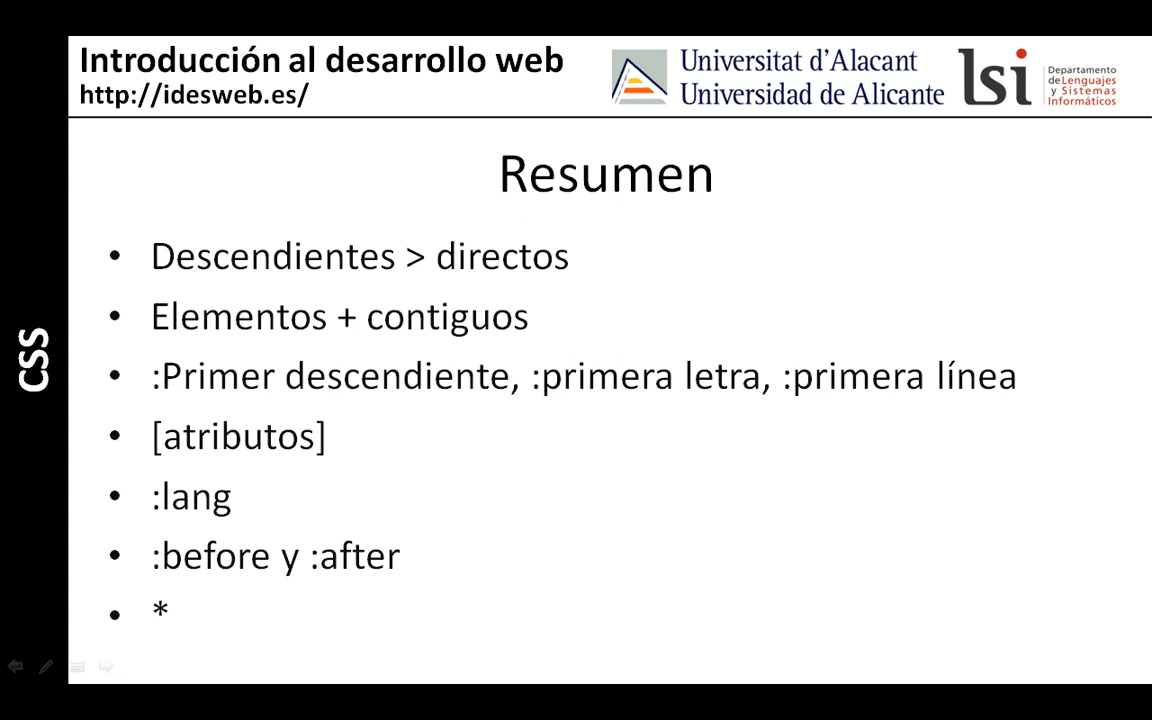 Introducción al desarrollo web
http://idesweb.es/
Universitat d'Alacant
Universidad de Alicante
lsi
Departamento
de Lenguajes
y Sistemas
Informáticos
CSS
Resumen
• Descendientes > directos
• Elementos + contiguos
• :Primer descendiente, :primera letra, :primera línea
• [atributos]
• :lang
• :before y :after
• *